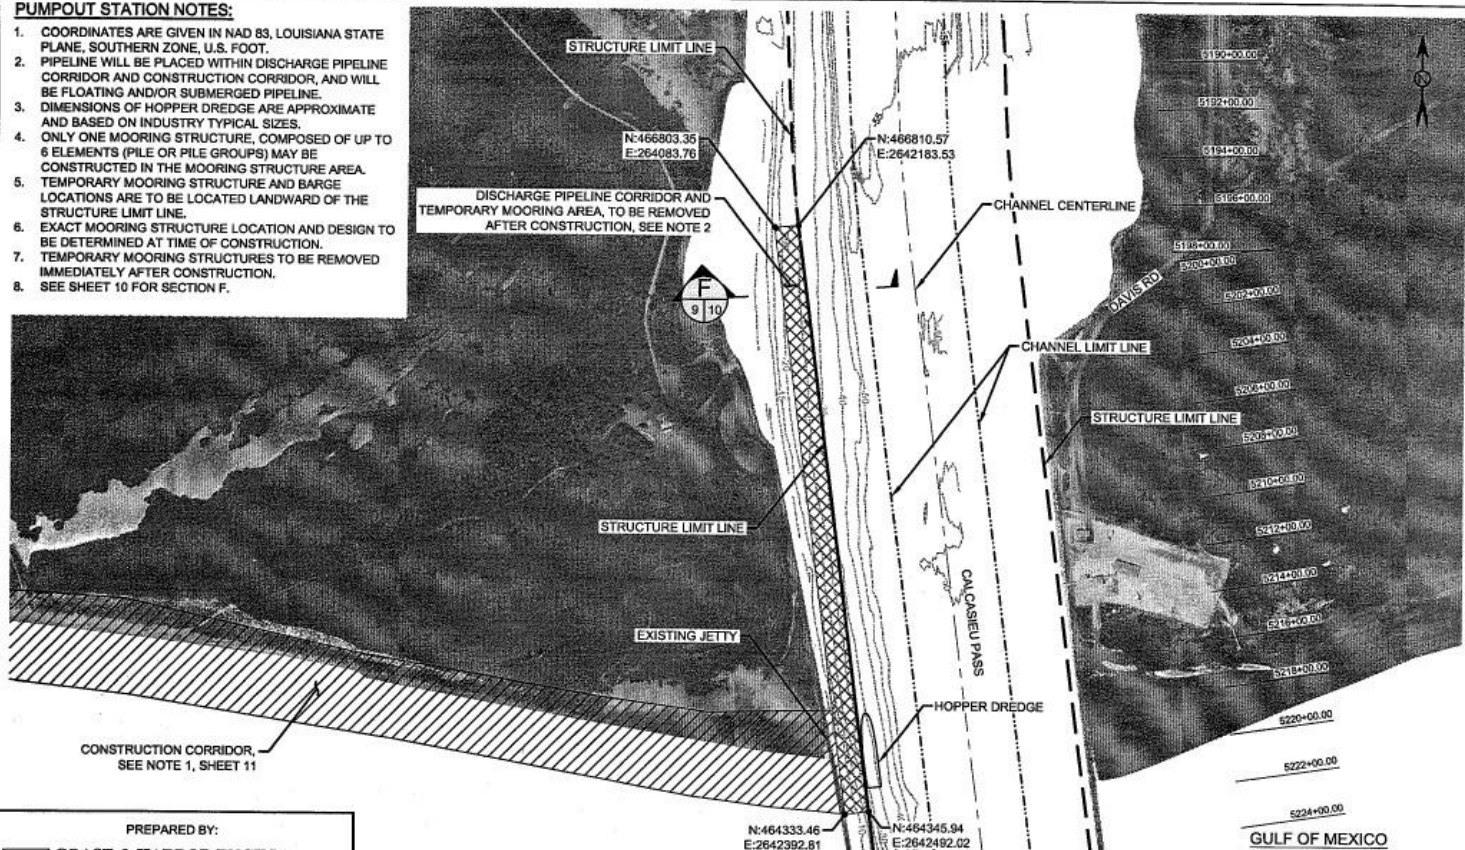 PUMPOUT STATION NOTES:
1. COORDINATES ARE GIVEN IN NAD 83, LOUISIANA STATE
PLANE, SOUTHERN ZONE, U.S. FOOT.
2. PIPELINE WILL BE PLACED WITHIN DISCHARGE PIPELINE
CORRIDOR AND CONSTRUCTION CORRIDOR, AND WILL
BE FLOATING AND/OR SUBMERGED PIPELINE.
3. DIMENSIONS OF HOPPER DREDGE ARE APPROXIMATE
AND BASED ON INDUSTRY TYPICAL SIZES.
4. ONLY ONE MOORING STRUCTURE, COMPOSED OF UP TO
6 ELEMENTS (PILE OR PILE GROUPS) MAY BE
CONSTRUCTED IN THE MOORING STRUCTURE AREA.
5. TEMPORARY MOORING STRUCTURE AND BARGE
LOCATIONS ARE TO BE LOCATED LANDWARD OF THE
STRUCTURE LIMIT LINE.
6. EXACT MOORING STRUCTURE LOCATION AND DESIGN TO
BE DETERMINED AT TIME OF CONSTRUCTION.
7. TEMPORARY MOORING STRUCTURES TO BE REMOVED
IMMEDIATELY AFTER CONSTRUCTION.
8. SEE SHEET 10 FOR SECTION F.
STRUCTURE LIMIT LINE
N:466803.35
E:264083.76
N:466810.57
E:2642183.53
DISCHARGE PIPELINE CORRIDOR AND
TEMPORARY MOORING AREA, TO BE REMOVED
AFTER CONSTRUCTION, SEE NOTE 2
CHANNEL CENTERLINE
F
9 10
CHANNEL LIMIT LINE
STRUCTURE LIMIT LINE
STRUCTURE LIMIT LINE
CALCASIEU PASS
EXISTING JETTY
HOPPER DREDGE
CONSTRUCTION CORRIDOR,
SEE NOTE 1, SHEET 11
N:464333.46
E:2642392.81
N:464345.94
E:2642492.02
DAVIS RD
5190+00.00
5192+00.00
5194+00.00
5196+00.00
5198+00.00
5200+00.00
5202+00.00
5204+00.00
5206+00.00
5208+00.00
5210+00.00
5212+00.00
5214+00.00
5216+00.00
5218+00.00
5220+00.00
5222+00.00
5224+00.00
GULF OF MEXICO
PREPARED BY: